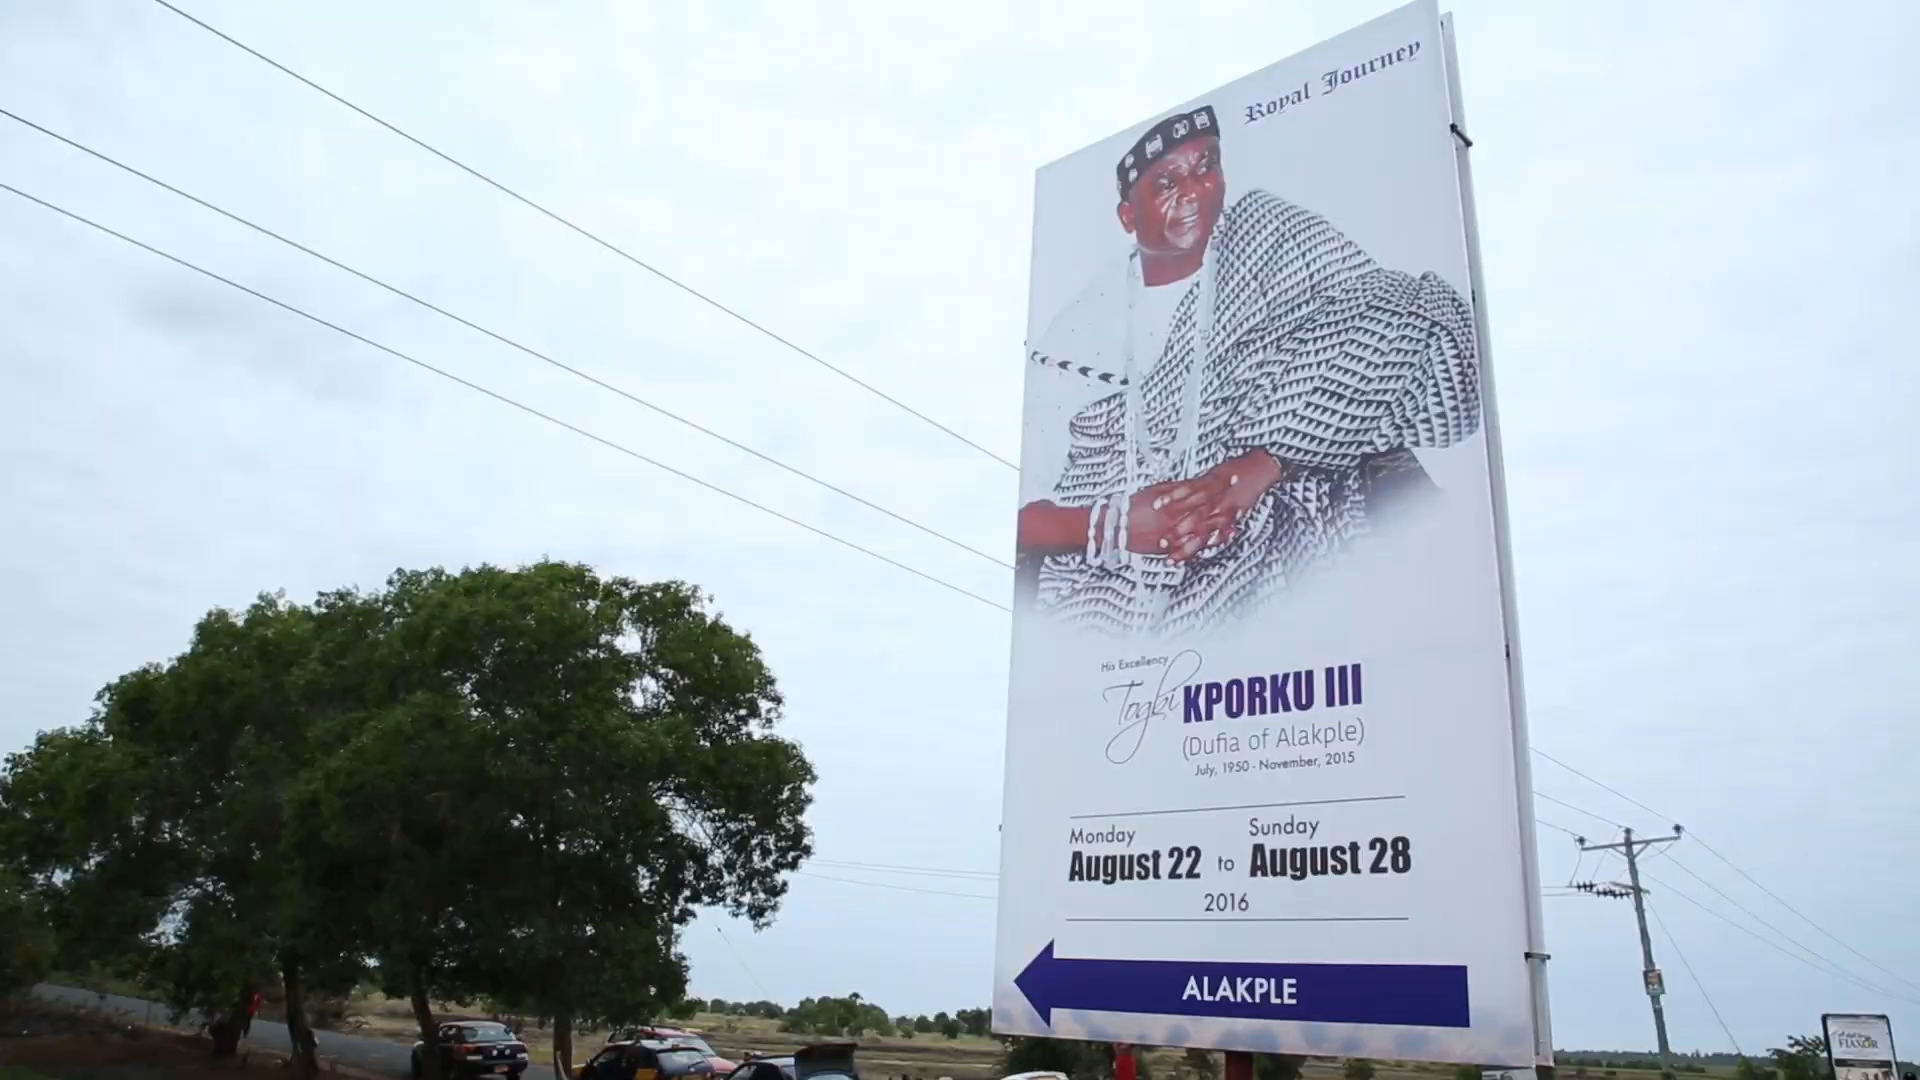 Royal Journey
His Excellency
Togbi KPORKU III
(Dufia of Alakple)
July, 1950 - November, 2015
Monday Sunday
August 22 to August 28
2016
ALAKPLE
FIAXOR